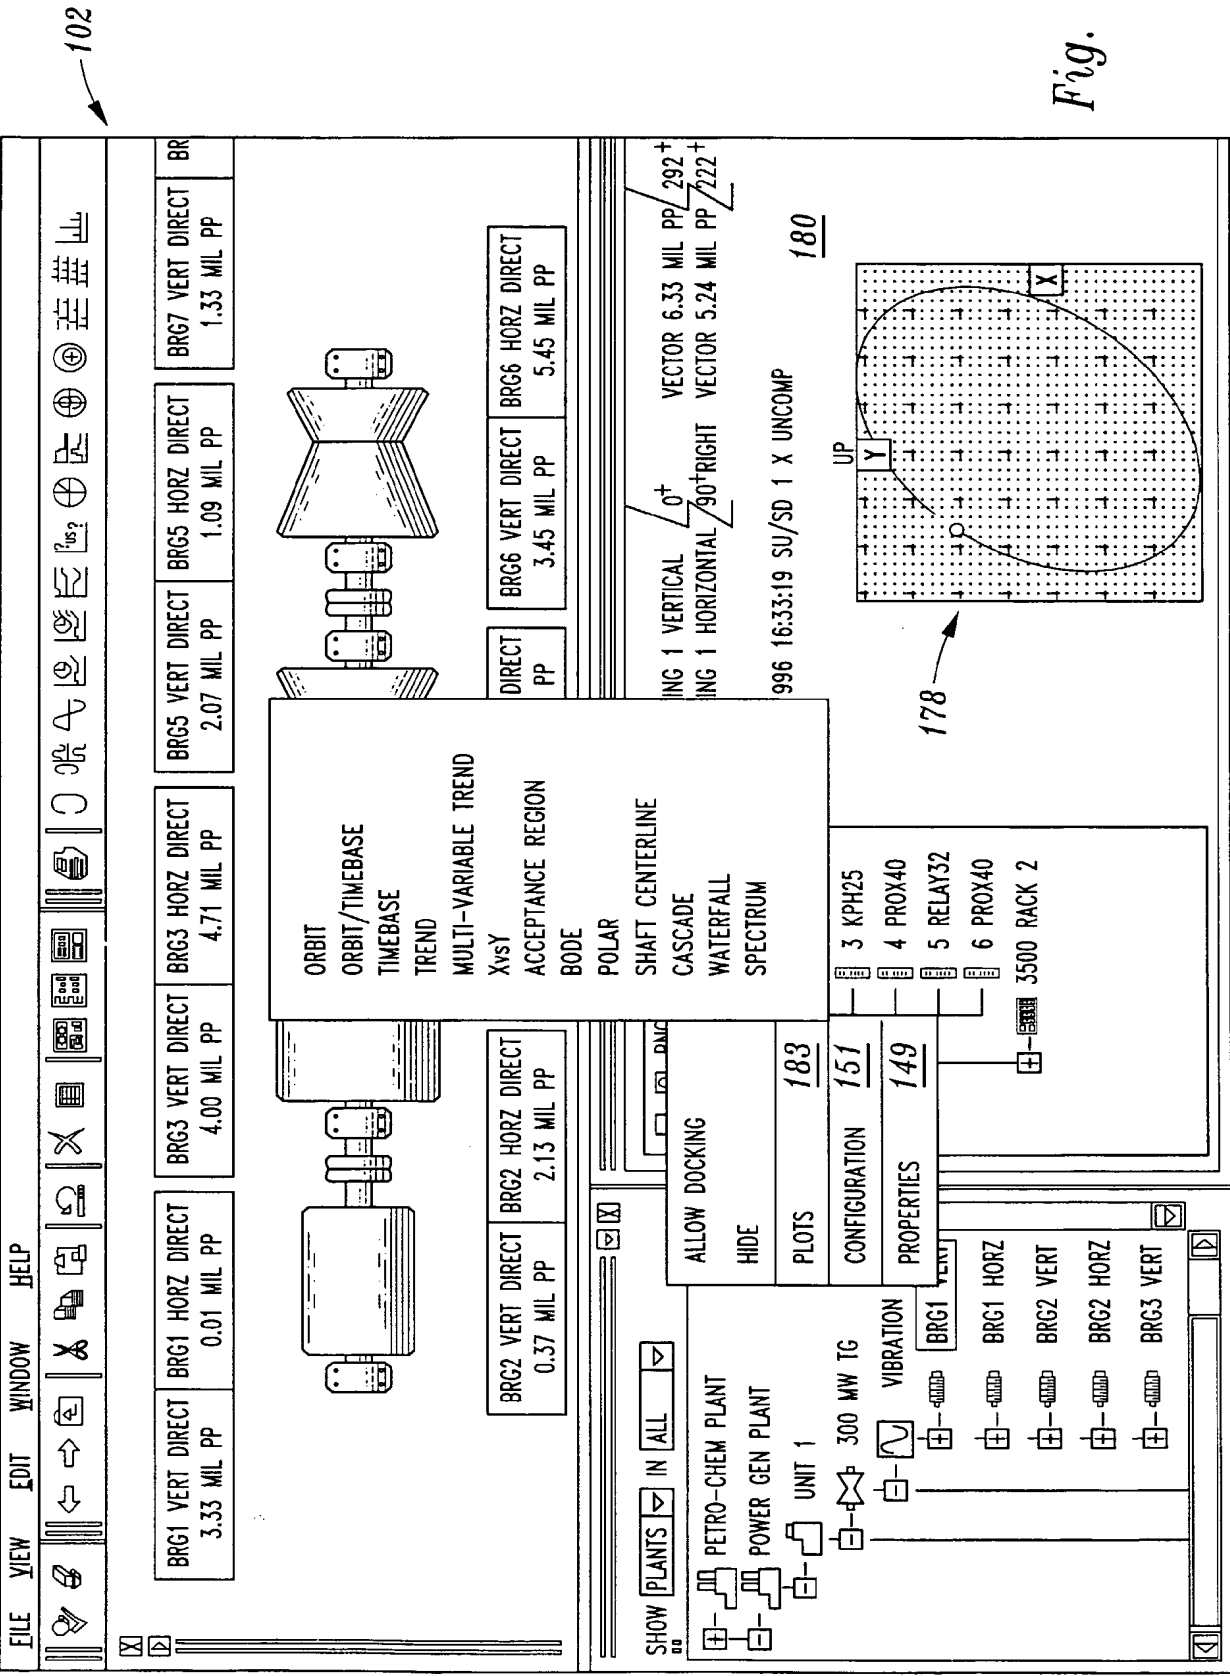 FILE VIEW EDIT WINDOW HELP
?us?
102
BRG1 VERT DIRECT
3.33 MIL PP
BRG1 HORZ DIRECT
0.01 MIL PP
BRG3 VERT DIRECT
4.00 MIL PP
BRG3 HORZ DIRECT
4.71 MIL PP
BRG5 VERT DIRECT
2.07 MIL PP
BRG5 HORZ DIRECT
1.09 MIL PP
BRG7 VERT DIRECT
1.33 MIL PP
BR
BRG2 VERT DIRECT
0.37 MIL PP
BRG2 HORZ DIRECT
2.13 MIL PP
DIRECT
PP
BRG6 VERT DIRECT
3.45 MIL PP
BRG6 HORZ DIRECT
5.45 MIL PP
ORBIT
ORBIT/TIMEBASE
TIMEBASE
TREND
MULTI-VARIABLE TREND
XvsY
ACCEPTANCE REGION
BODE
POLAR
SHAFT CENTERLINE
CASCADE
WATERFALL
SPECTRUM
ALLOW DOCKING
HIDE
PLOTS 183
CONFIGURATION 151
PROPERTIES 149
SHOW PLANTS IN ALL
PETRO-CHEM PLANT
POWER GEN PLANT
UNIT 1
300 MW TG
VIBRATION
BRG1 VERT
BRG1 HORZ
BRG2 VERT
BRG2 HORZ
BRG3 VERT
3 KPH25
4 PROX40
5 RELAY32
6 PROX40
3500 RACK 2
ING 1 VERTICAL 0+ VECTOR 6.33 MIL PP 292+
ING 1 HORIZONTAL 90+RIGHT VECTOR 5.24 MIL PP 222+
996 16:33:19 SU/SD 1 X UNCOMP
180
UP
Y
X
178
Fig.